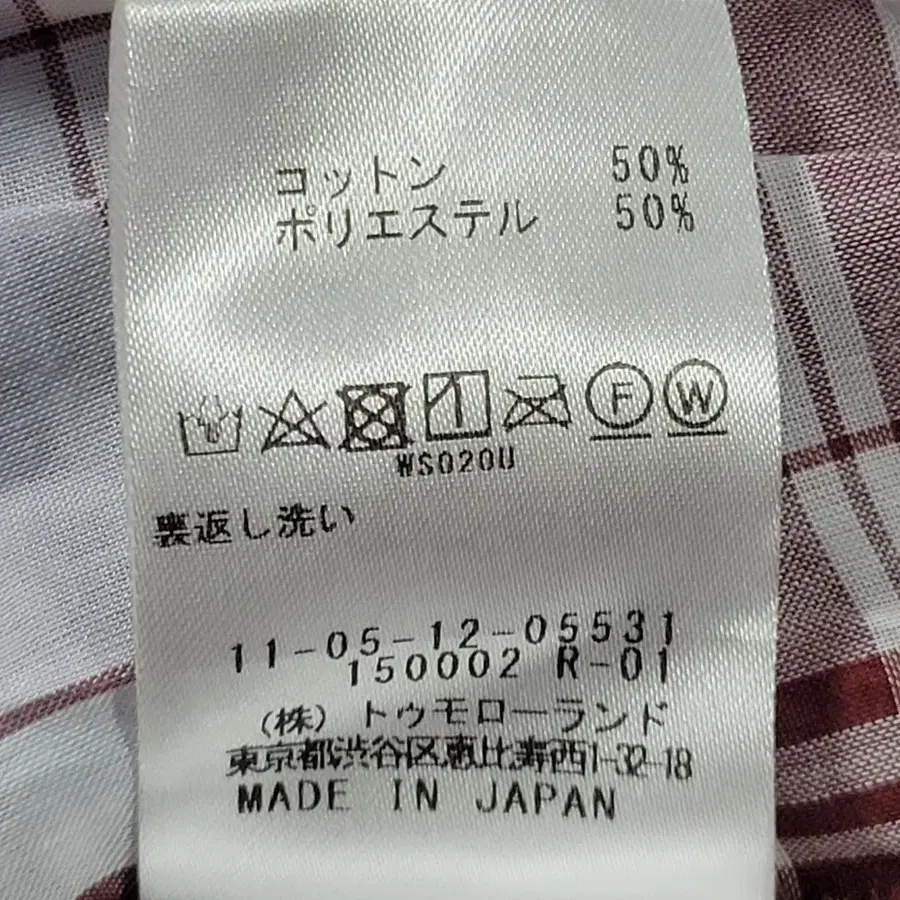 コットン 50%
ポリエステル 50%
F W
WS020U
裏返し洗い
11-05-12-05531
150002 R-01
（株）トゥモローランド
東京都渋谷区恵比寿西1-32-18
MADE IN JAPAN